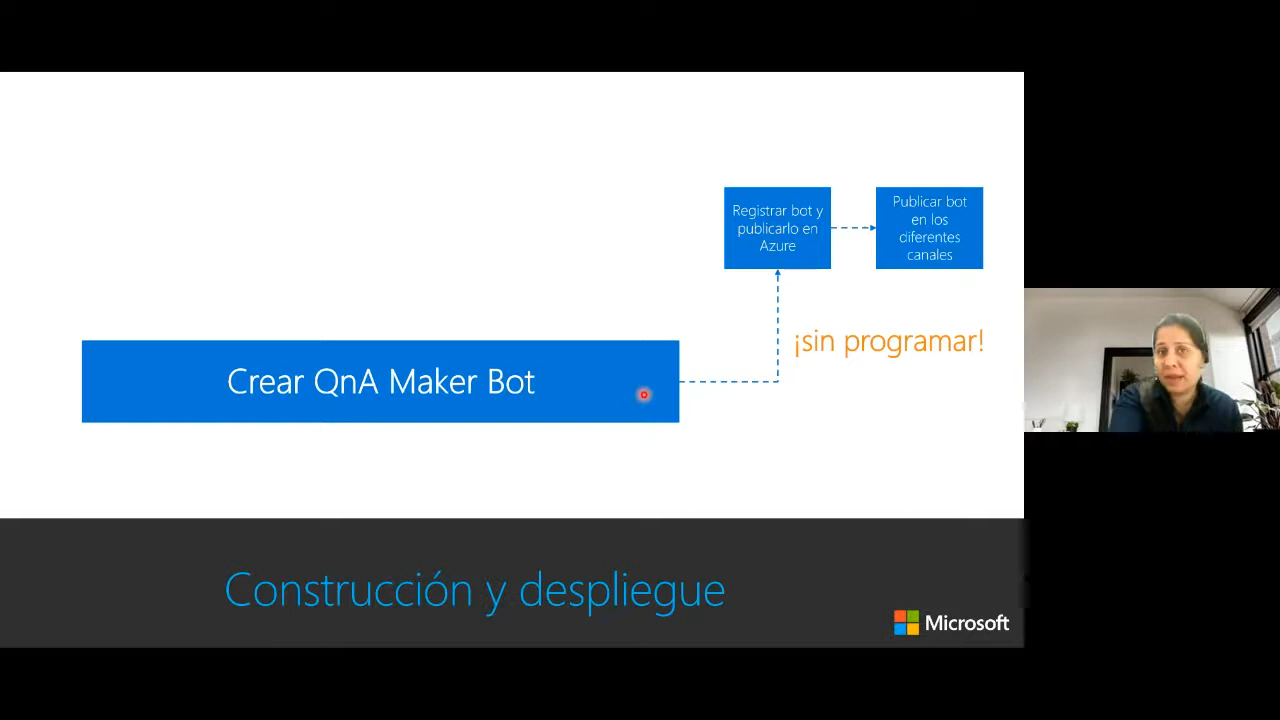 Registrar bot y
publicarlo en
Azure
Publicar bot
en los
diferentes
canales
¡sin programar!
Crear QnA Maker Bot
Construcción y despliegue
Microsoft